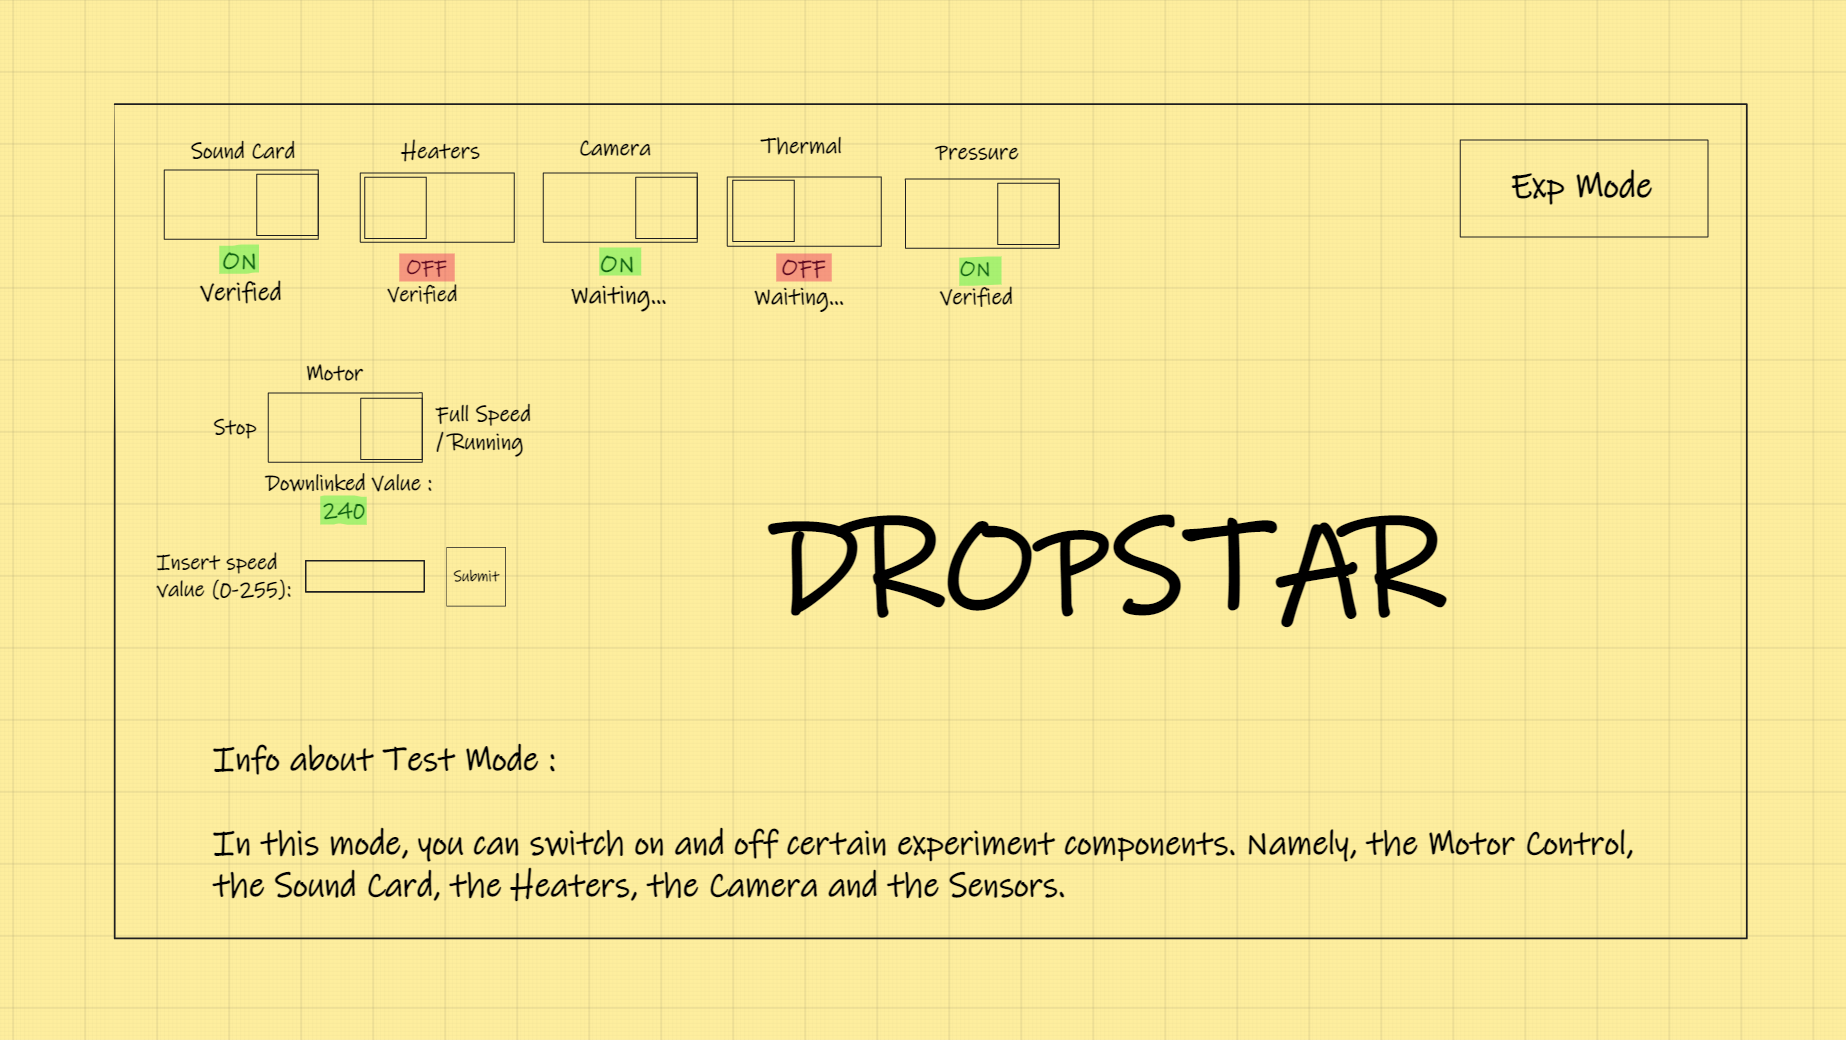 Sound Card
Heaters
Camera
Thermal
Pressure
Exp Mode
ON
OFF
ON
OFF
ON
Verified
Verified
Waiting...
Waiting...
Verified
Motor
Stop
Full Speed
/Running
Downlinked Value :
240
Insert speed
value (0-255):
Submit
DROPSTAR
Info about Test Mode :
In this mode, you can switch on and off certain experiment components. Namely, the Motor Control,
the Sound Card, the Heaters, the Camera and the Sensors.